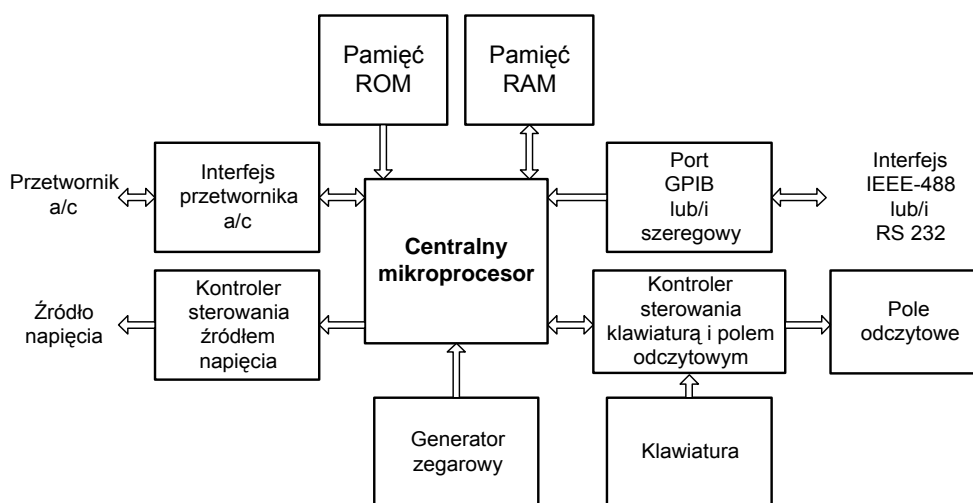 Pamięć
ROM
Pamięć
RAM
Przetwornik
a/c
Interfejs
przetwornika
a/c
Centralny
mikroprocesor
Port
GPIB
lub/i
szeregowy
Interfejs
IEEE-488
lub/i
RS 232
Źródło
napięcia
Kontroler
sterowania
źródłem
napięcia
Kontroler
sterowania
klawiaturą i polem
odczytowym
Pole
odczytowe
Generator
zegarowy
Klawiatura